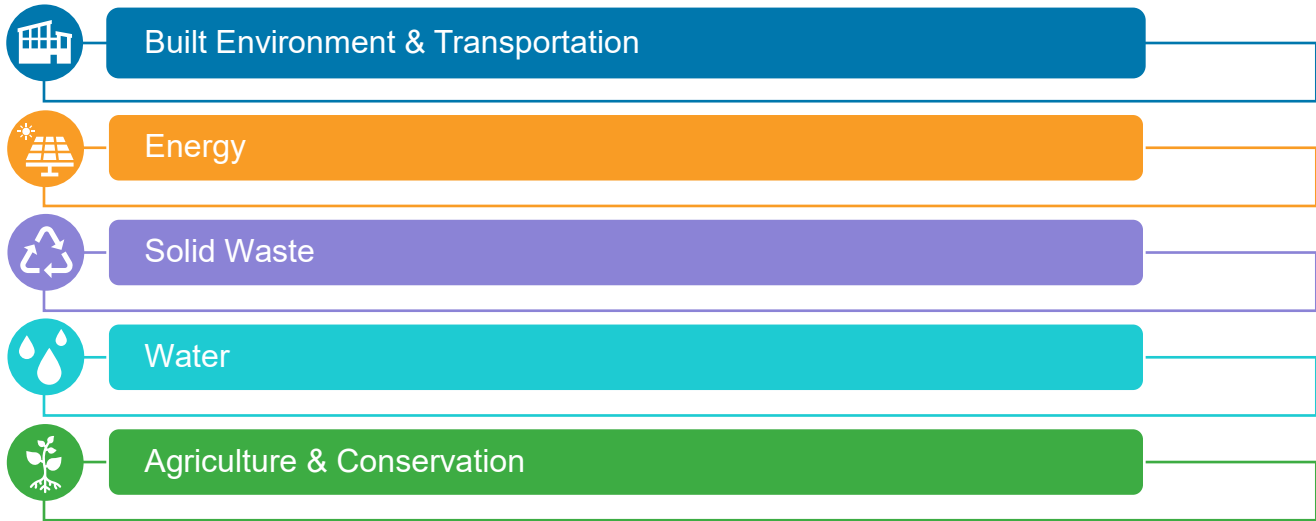 Built Environment & Transportation
Energy
Solid Waste
Water
Agriculture & Conservation